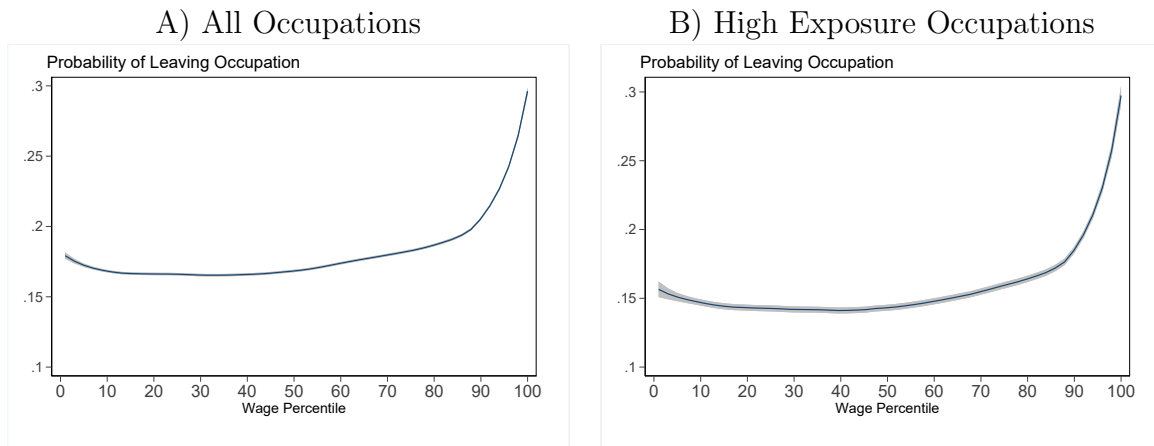 A) All Occupations
Probability of Leaving Occupation
.3
.25
.2
.15
.1
0 10 20 30 40 50 60 70 80 90 100
Wage Percentile
B) High Exposure Occupations
Probability of Leaving Occupation
.3
.25
.2
.15
.1
0 10 20 30 40 50 60 70 80 90 100
Wage Percentile